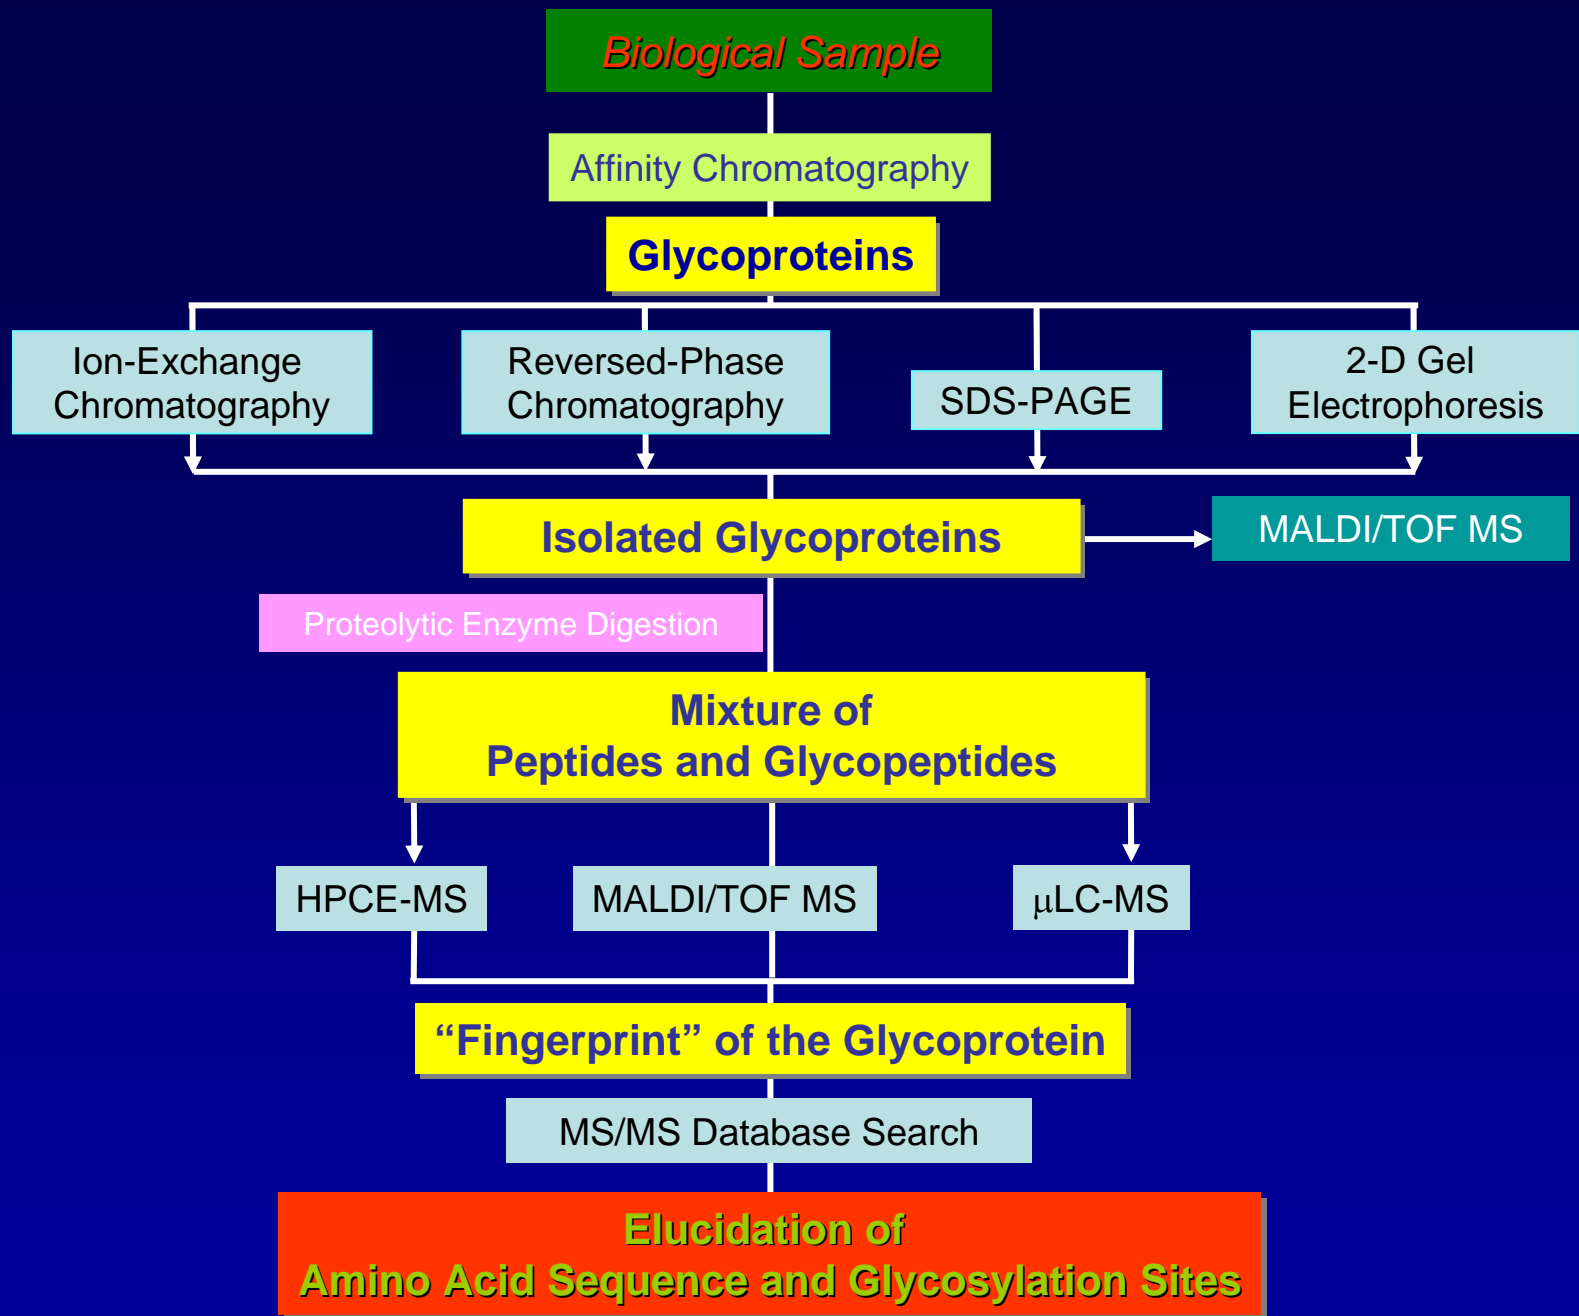 Biological Sample
Affinity Chromatography
Glycoproteins
Ion-Exchange
Chromatography
Reversed-Phase
Chromatography
SDS-PAGE
2-D Gel
Electrophoresis
Isolated Glycoproteins
MALDI/TOF MS
Proteolytic Enzyme Digestion
Mixture of
Peptides and Glycopeptides
HPCE-MS
MALDI/TOF MS
μLC-MS
“Fingerprint” of the Glycoprotein
MS/MS Database Search
Elucidation of
Amino Acid Sequence and Glycosylation Sites